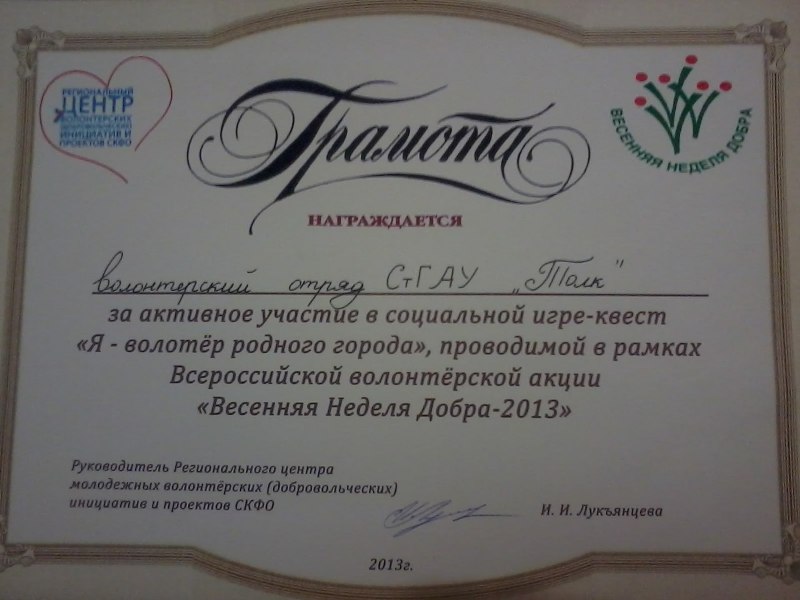 РЕГИОНАЛЬНЫЙ
ЦЕНТР
ВОЛОНТЕРСКИХ
ИНИЦИАТИВ И
ПРОЕКТОВ СКФО
ВЕСЕННЯЯ НЕДЕЛЯ ДОБРА
Грамота
НАГРАЖДАЕТСЯ
волонтерский отряд СтГАУ „Толк"
за активное участие в социальной игре-квест
«Я - волотёр родного города», проводимой в рамках
Всероссийской волонтёрской акции
«Весенняя Неделя Добра-2013»
Руководитель Регионального центра
молодежных волонтёрских (добровольческих)
инициатив и проектов СКФО
И. И. Лукъянцева
2013г.